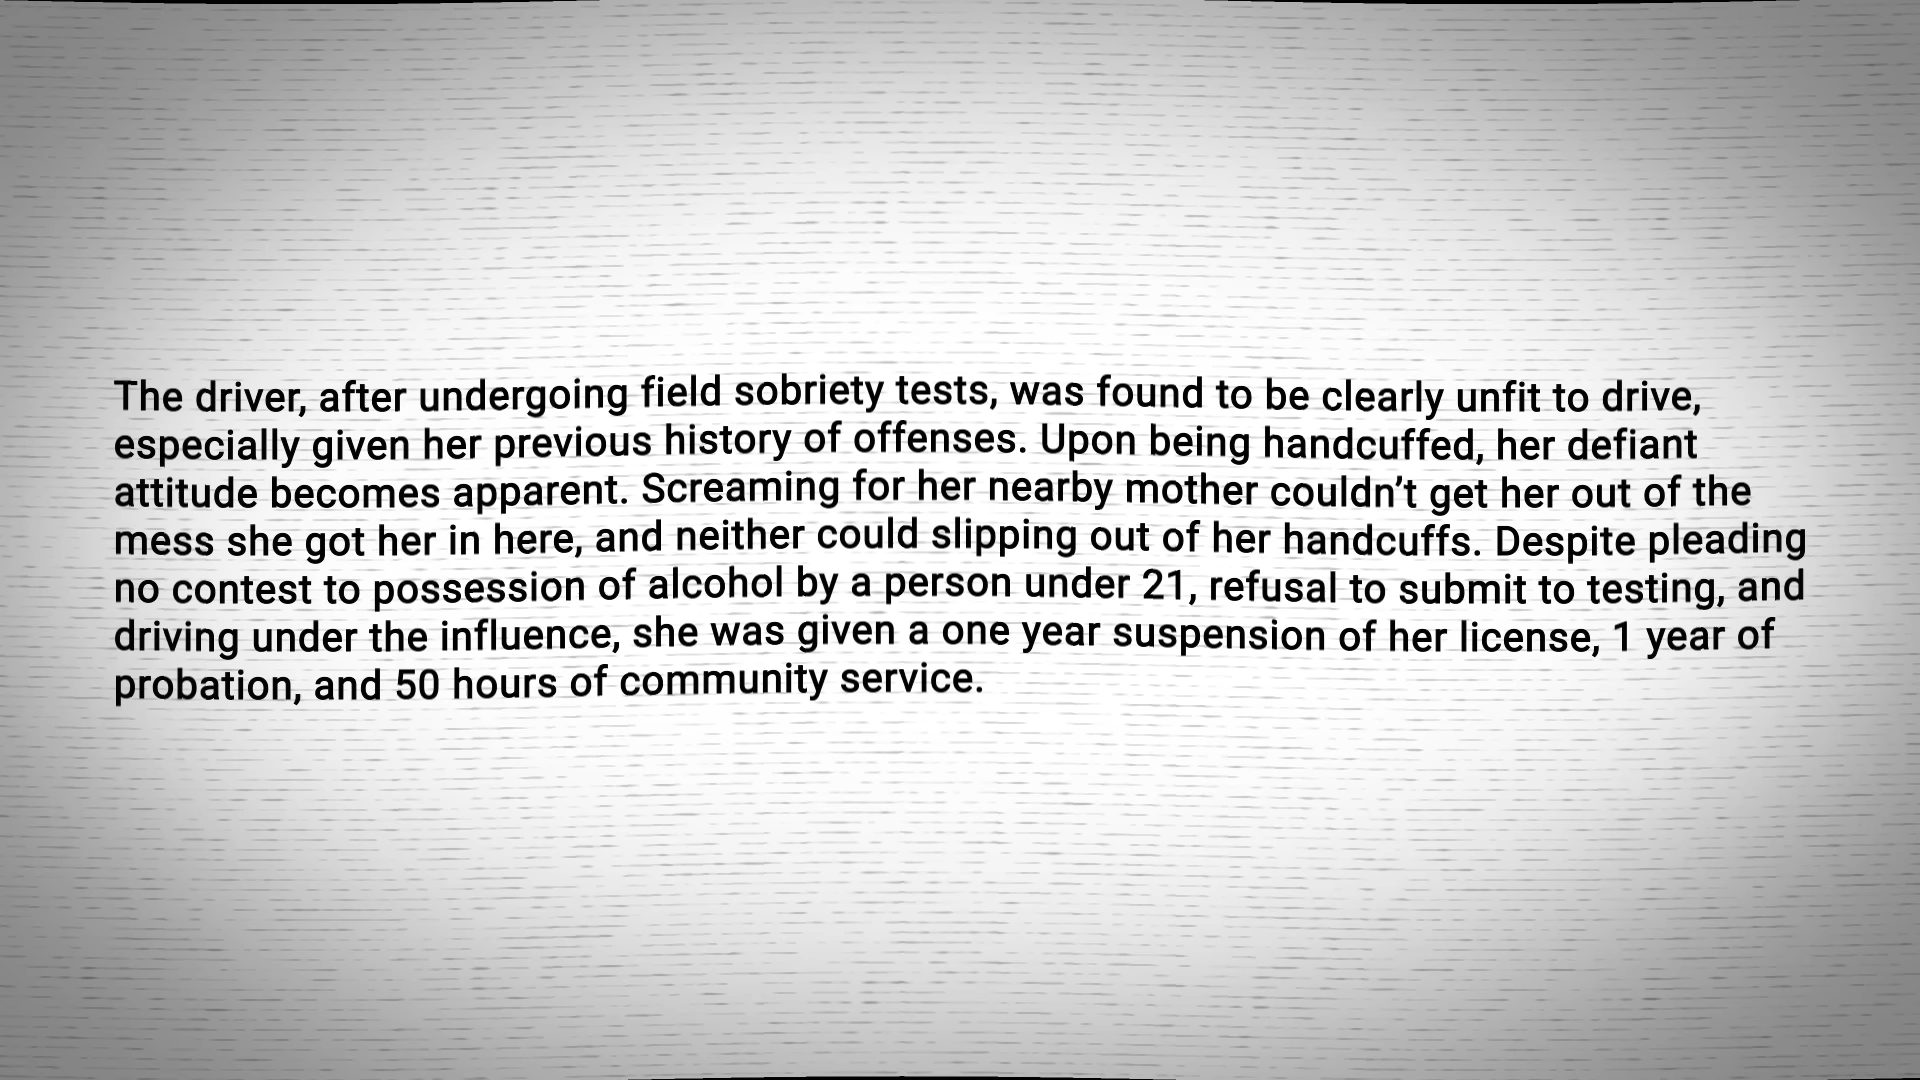 The driver, after undergoing field sobriety tests, was found to be clearly unfit to drive,
especially given her previous history of offenses. Upon being handcuffed, her defiant
attitude becomes apparent. Screaming for her nearby mother couldn’t get her out of the
mess she got her in here, and neither could slipping out of her handcuffs. Despite pleading
no contest to possession of alcohol by a person under 21, refusal to submit to testing, and
driving under the influence, she was given a one year suspension of her license, 1 year of
probation, and 50 hours of community service.